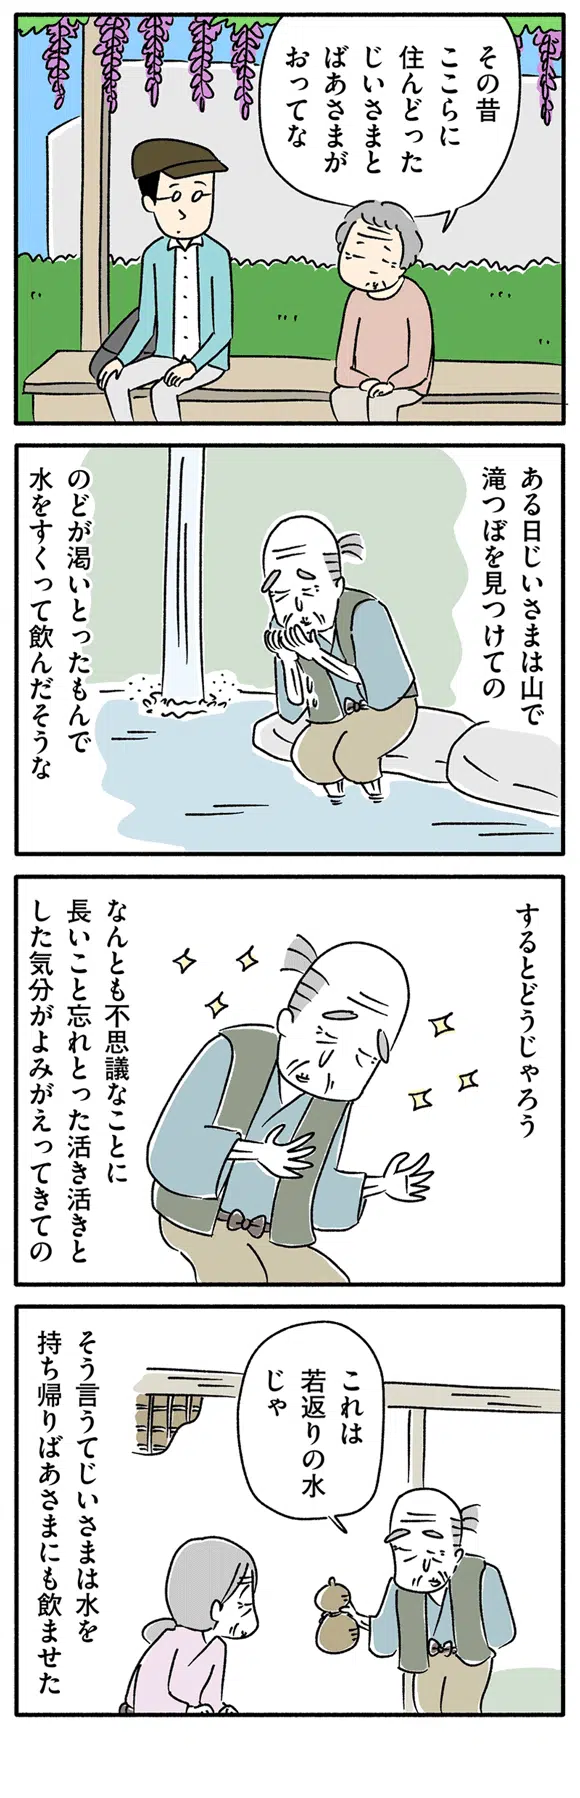 その昔
ここらに
住んどった
じいさまと
ばあさまが
おってな
ある日じいさまは山で
滝つぼを見つけての
のどが渇いとったもんで
水をすくって飲んだそうな
するとどうじゃろう
なんとも不思議なことに
長いこと忘れとった活き活きと
した気分がよみがえってきての
これは
若返りの水
じゃ
そう言うてじいさまは水を
持ち帰りばあさまにも飲ませた